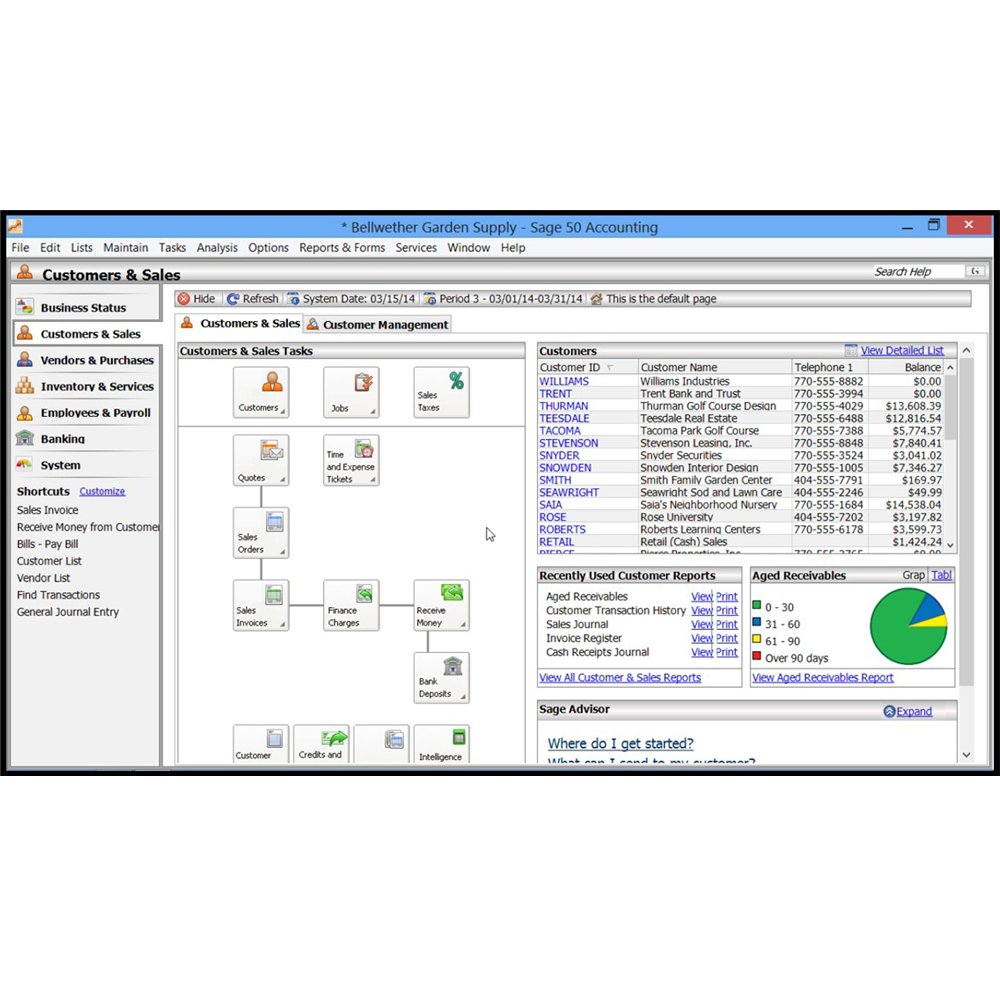 * Bellwether Garden Supply - Sage 50 Accounting
File Edit Lists Maintain Tasks Analysis Options Reports & Forms Services Window Help
Customers & Sales
Search Help
Business Status
Customers & Sales
Vendors & Purchases
Inventory & Services
Employees & Payroll
Banking
System
Shortcuts Customize
Sales Invoice
Receive Money from Customer
Bills - Pay Bill
Customer List
Vendor List
Find Transactions
General Journal Entry
Hide Refresh System Date: 03/15/14 Period 3 - 03/01/14-03/31/14 This is the default page
Customers & Sales Customer Management
Customers & Sales Tasks
Customers
Jobs
Sales
Taxes
Quotes
Time
and Expense
Tickets
Sales
Orders
Sales
Invoices
Finance
Charges
Receive
Money
Bank
Deposits
Customer
Credits and
Intelligence
Customers View Detailed List
Customer ID Customer Name Telephone 1 Balance
WILLIAMS Williams Industries 770-555-8882 $0.00
TRENT Trent Bank and Trust 770-555-3994 $0.00
THURMAN Thurman Golf Course Design 770-555-4029 $13,608.39
TEESDALE Teesdale Real Estate 770-555-6488 $12,816.54
TACOMA Tacoma Park Golf Course 770-555-7388 $5,774.57
STEVENSON Stevenson Leasing, Inc. 770-555-8848 $7,840.41
SNYDER Snyder Securities 770-555-3524 $3,041.02
SNOWDEN Snowden Interior Design 770-555-1005 $7,346.27
SMITH Smith Family Garden Center 404-555-7791 $169.97
SEAWRIGHT Seawright Sod and Lawn Care 404-555-2246 $49.99
SAIA Saia's Neighborhood Nursery 770-555-1684 $14,538.04
ROSE Rose University 404-555-7202 $3,197.82
ROBERTS Roberts Learning Centers 770-555-6178 $3,599.73
RETAIL Retail (Cash) Sales $1,424.24
PIERCE Pierce Properties, Inc. 770-555-2765 $0.00
Recently Used Customer Reports
Aged Receivables View Print
Customer Transaction History View Print
Sales Journal View Print
Invoice Register View Print
Cash Receipts Journal View Print
View All Customer & Sales Reports
Aged Receivables Grap Tabl
0 - 30
31 - 60
61 - 90
Over 90 days
View Aged Receivables Report
Sage Advisor Expand
Where do I get started?
What can I send to my customer?